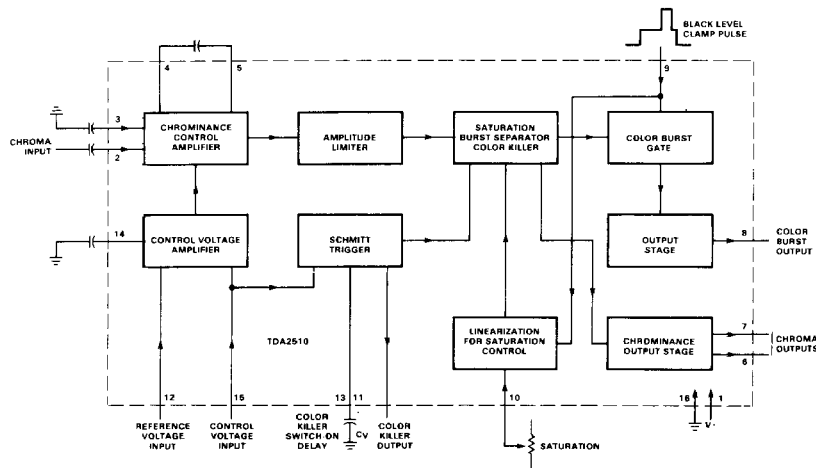 BLACK LEVEL
CLAMP PULSE
4
5
9
3
CHROMINANCE
CONTROL
AMPLIFIER
AMPLITUDE
LIMITER
SATURATION
BURST SEPARATOR
COLOR KILLER
COLOR BURST
GATE
CHROMA
INPUT
2
14
CONTROL VOLTAGE
AMPLIFIER
SCHMITT
TRIGGER
OUTPUT
STAGE
8
COLOR
BURST
OUTPUT
LINEARIZATION
FOR SATURATION
CONTROL
CHROMINANCE
OUTPUT STAGE
7
6
CHROMA
OUTPUTS
TDA2510
12
15
13
11
10
16
1
V-
REFERENCE
VOLTAGE
INPUT
CONTROL
VOLTAGE
INPUT
COLOR
KILLER
SWITCH-ON
DELAY
CV
COLOR
KILLER
OUTPUT
SATURATION